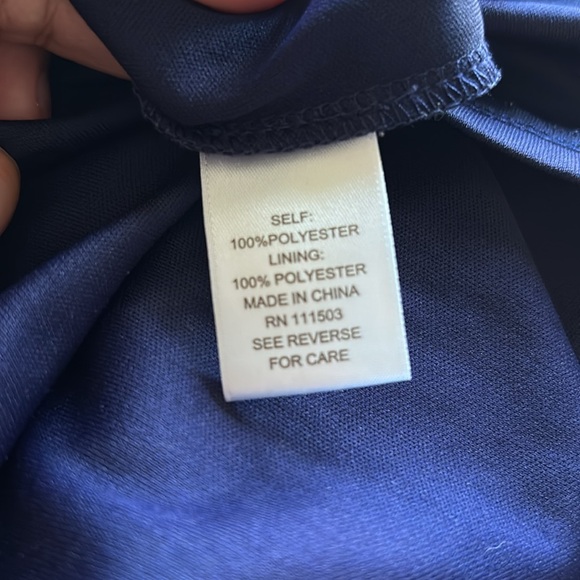 SELF:
100%POLYESTER
LINING:
100% POLYESTER
MADE IN CHINA
RN 111503
SEE REVERSE
FOR CARE